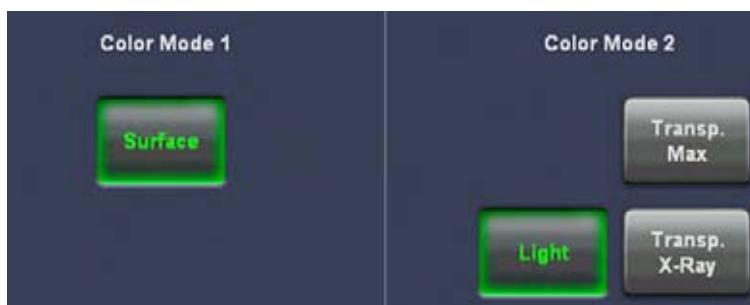 Color Mode 1
Color Mode 2
Surface
Transp.
Max
Light
Transp.
X-Ray